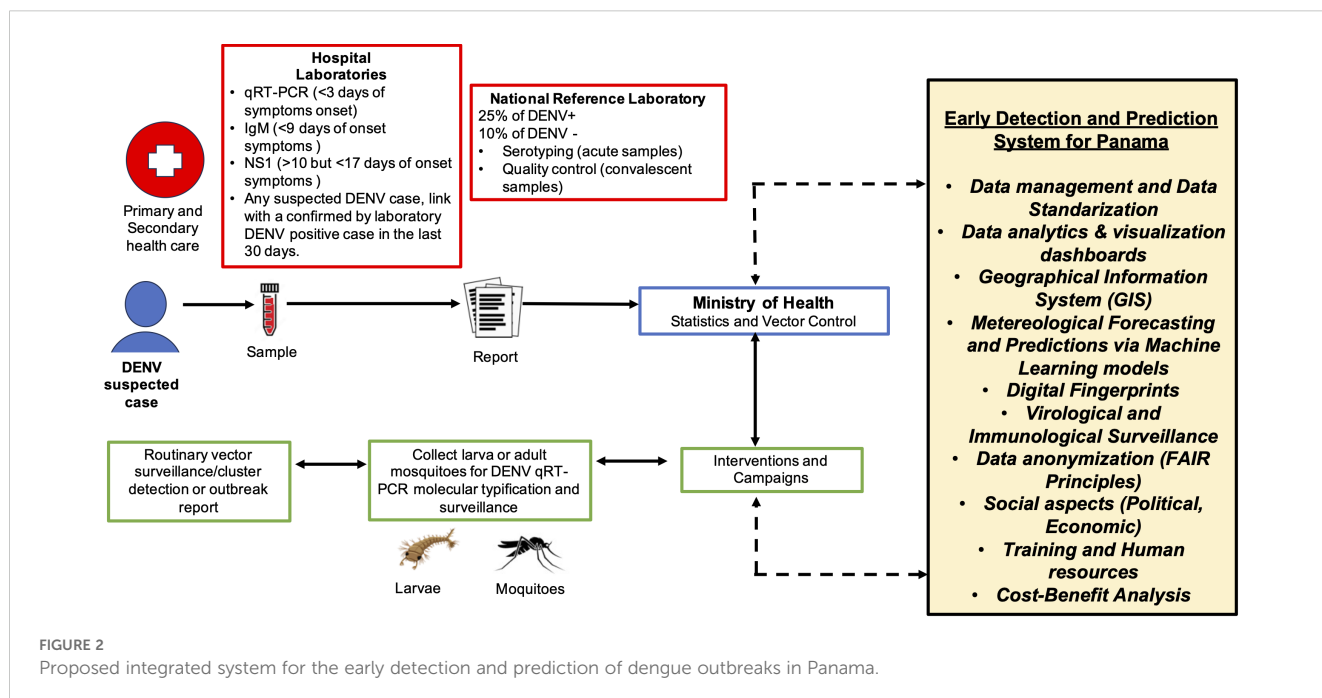 Hospital
Laboratories
• qRT-PCR (<3 days of
symptoms onset)
• IgM (<9 days of onset
symptoms )
• NS1 (>10 but <17 days of onset
symptoms )
• Any suspected DENV case, link
with a confirmed by laboratory
DENV positive case in the last
30 days.
National Reference Laboratory
25% of DENV+
10% of DENV -
• Serotyping (acute samples)
• Quality control (convalescent
samples)
Primary and
Secondary
health care
DENV
suspected
case
Sample
Report
Ministry of Health
Statistics and Vector Control
Routinary vector
surveillance/cluster
detection or outbreak
report
Collect larva or adult
mosquitoes for DENV qRT-
PCR molecular typification and
surveillance
Interventions and
Campaigns
Larvae
Moquitoes
Early Detection and Prediction
System for Panama
• Data management and Data
Standarization
• Data analytics & visualization
dashboards
• Geographical Information
System (GIS)
• Metereological Forecasting
and Predictions via Machine
Learning models
• Digital Fingerprints
• Virological and
Immunological Surveillance
• Data anonymization (FAIR
Principles)
• Social aspects (Political,
Economic)
• Training and Human
resources
• Cost-Benefit Analysis
FIGURE 2
Proposed integrated system for the early detection and prediction of dengue outbreaks in Panama.